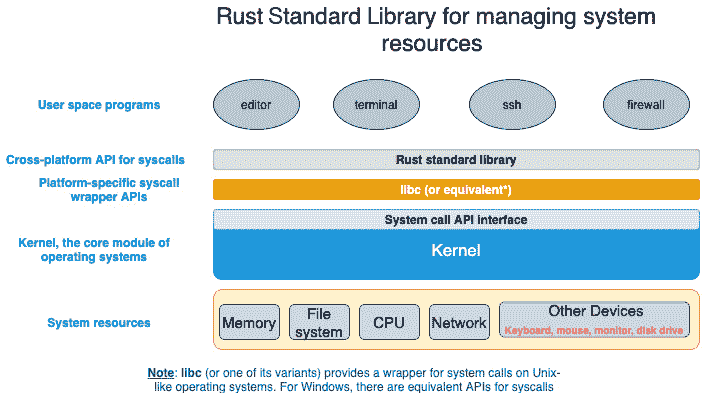 Rust Standard Library for managing system
resources
User space programs
editor
terminal
ssh
firewall
Cross-platform API for syscalls
Rust standard library
Platform-specific syscall
wrapper APIs
libc (or equivalent*)
System call API interface
Kernel, the core module of
operating systems
Kernel
System resources
Memory
File
system
CPU
Network
Other Devices
Keyboard, mouse, monitor, disk drive
Note: libc (or one of its variants) provides a wrapper for system calls on Unix-
like operating systems. For Windows, there are equivalent APIs for syscalls